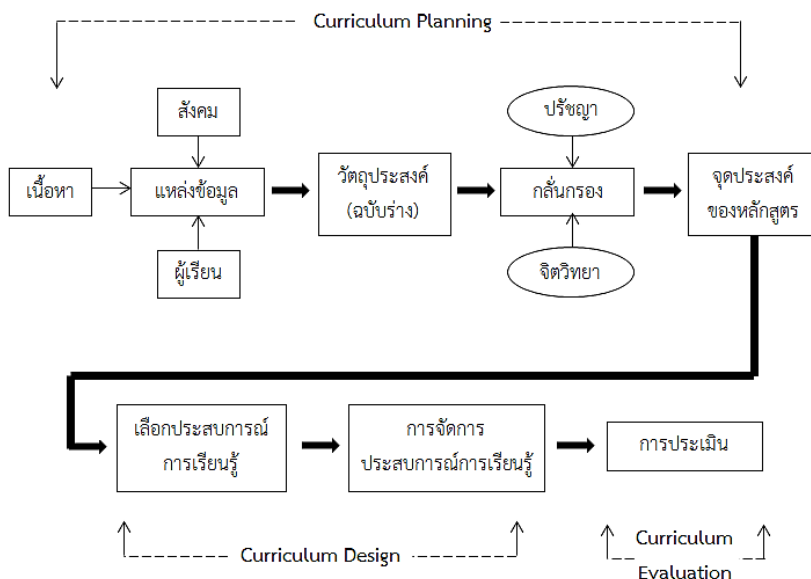 Curriculum Planning
สังคม
ปรัชญา
เนื้อหา
แหล่งข้อมูล
วัตถุประสงค์
(ฉบับร่าง)
กลั่นกรอง
จุดประสงค์
ของหลักสูตร
ผู้เรียน
จิตวิทยา
เลือกประสบการณ์
การเรียนรู้
การจัดการ
ประสบการณ์การเรียนรู้
การประเมิน
Curriculum Design
Curriculum
Evaluation